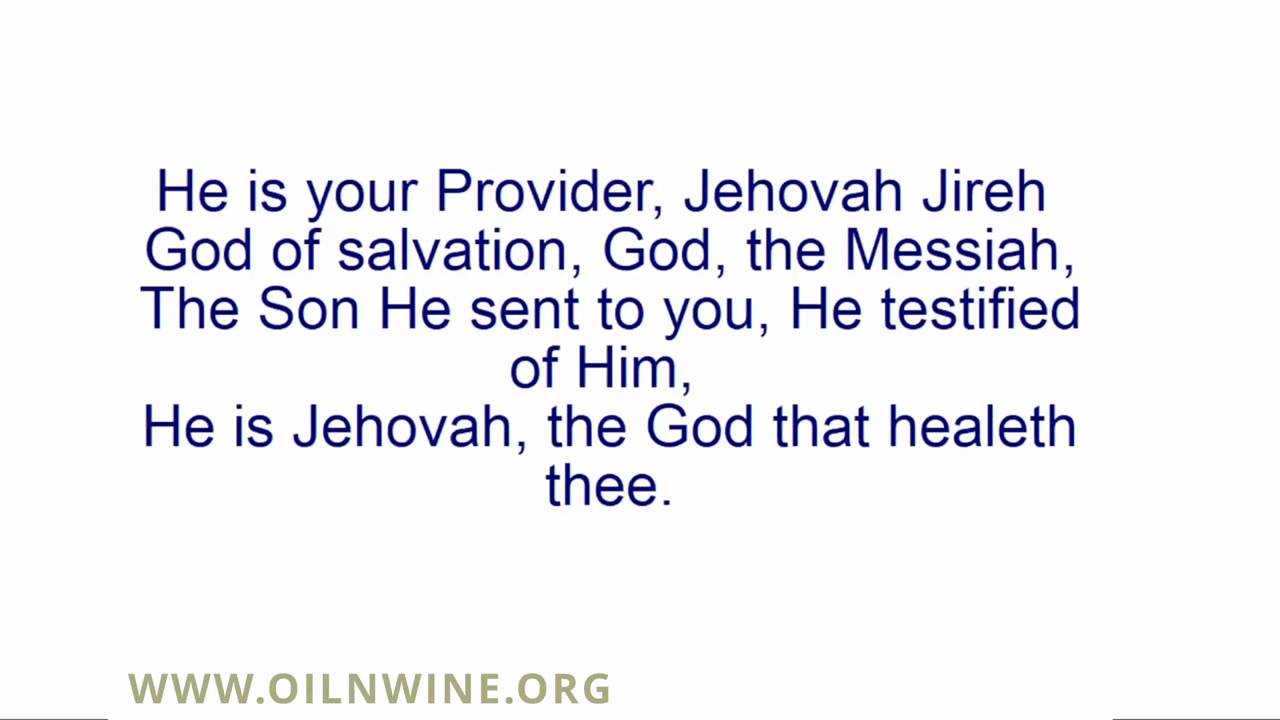 He is your Provider, Jehovah Jireh
God of salvation, God, the Messiah,
The Son He sent to you, He testified
of Him,
He is Jehovah, the God that healeth
thee.
WWW.OILNWINE.ORG